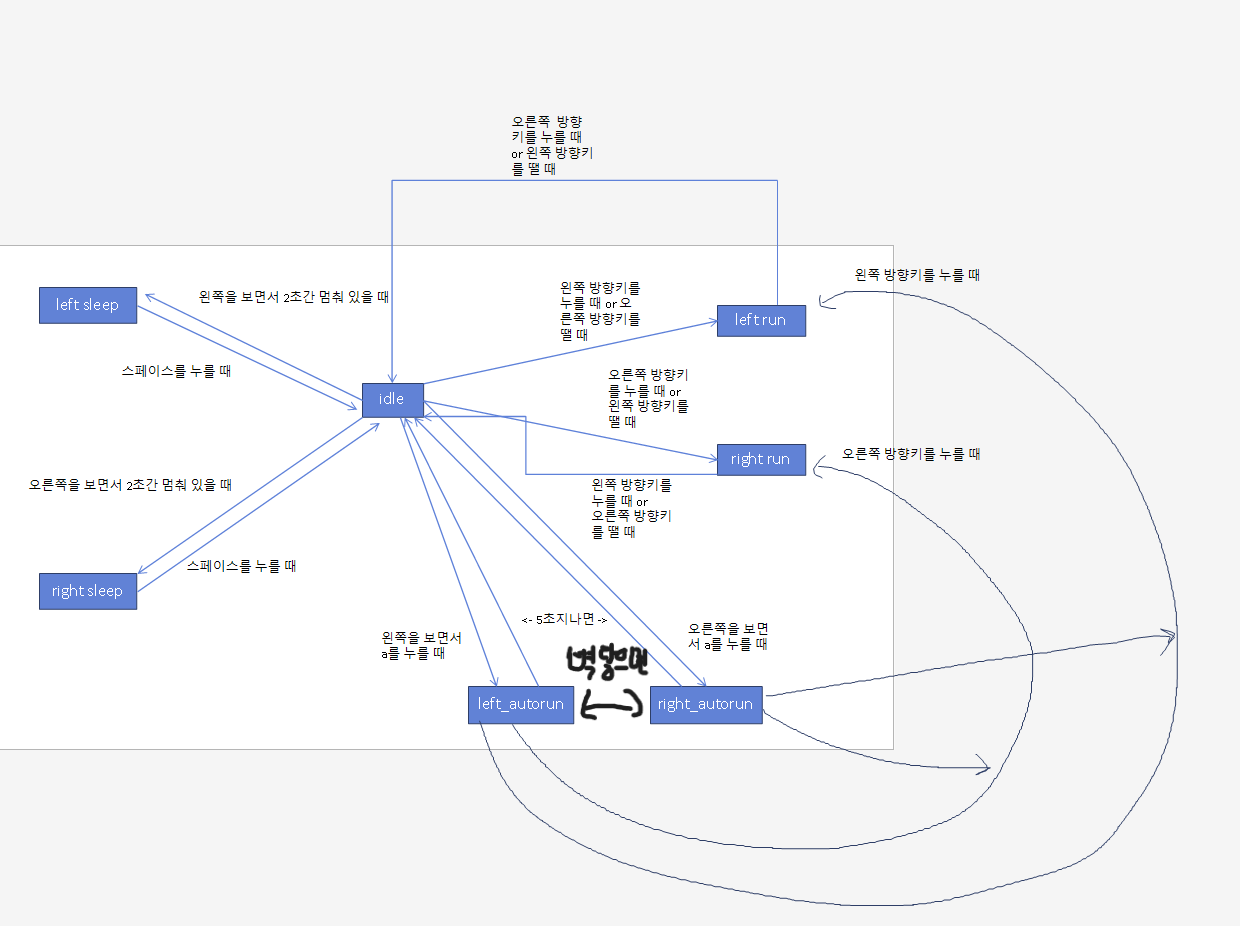 오른쪽 방향
키를 누를 때
or 왼쪽 방향키
를 뗄 때
왼쪽 방향키를 누를 때
left sleep
왼쪽을 보면서 2초간 멈춰 있을 때
왼쪽 방향키를
누를 때 or 오
른쪽 방향키를
뗄 때
left run
스페이스를 누를 때
오른쪽 방향키
를 누를 때 or
왼쪽 방향키를
뗄 때
idle
right run
오른쪽 방향키를 누를 때
오른쪽을 보면서 2초간 멈춰 있을 때
왼쪽 방향키를
누를 때 or
오른쪽 방향키
를 뗄 때
스페이스를 누를 때
right sleep
<- 5초지나면 ->
왼쪽을 보면서
a를 누를 때
오른쪽을 보면
서 a를 누를 때
벽닿으면
left_autorun
right_autorun